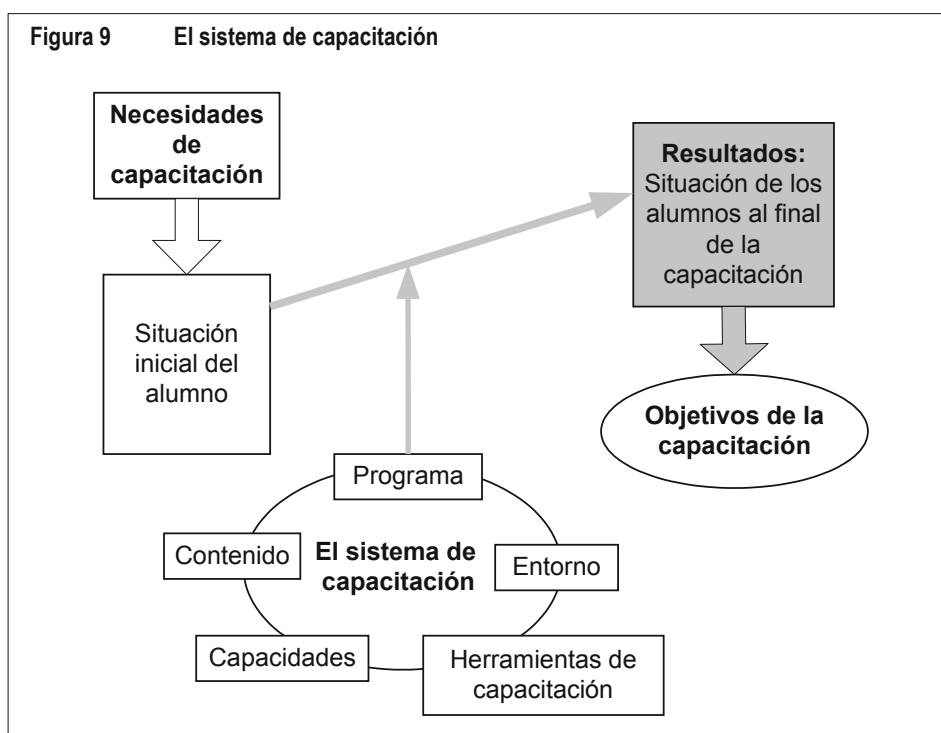 Figura 9 El sistema de capacitación
Necesidades
de
capacitación
Resultados:
Situación de los
alumnos al final
de la
capacitación
Situación
inicial del
alumno
Objetivos de la
capacitación
Programa
Contenido
El sistema de
capacitación
Entorno
Capacidades
Herramientas de
capacitación